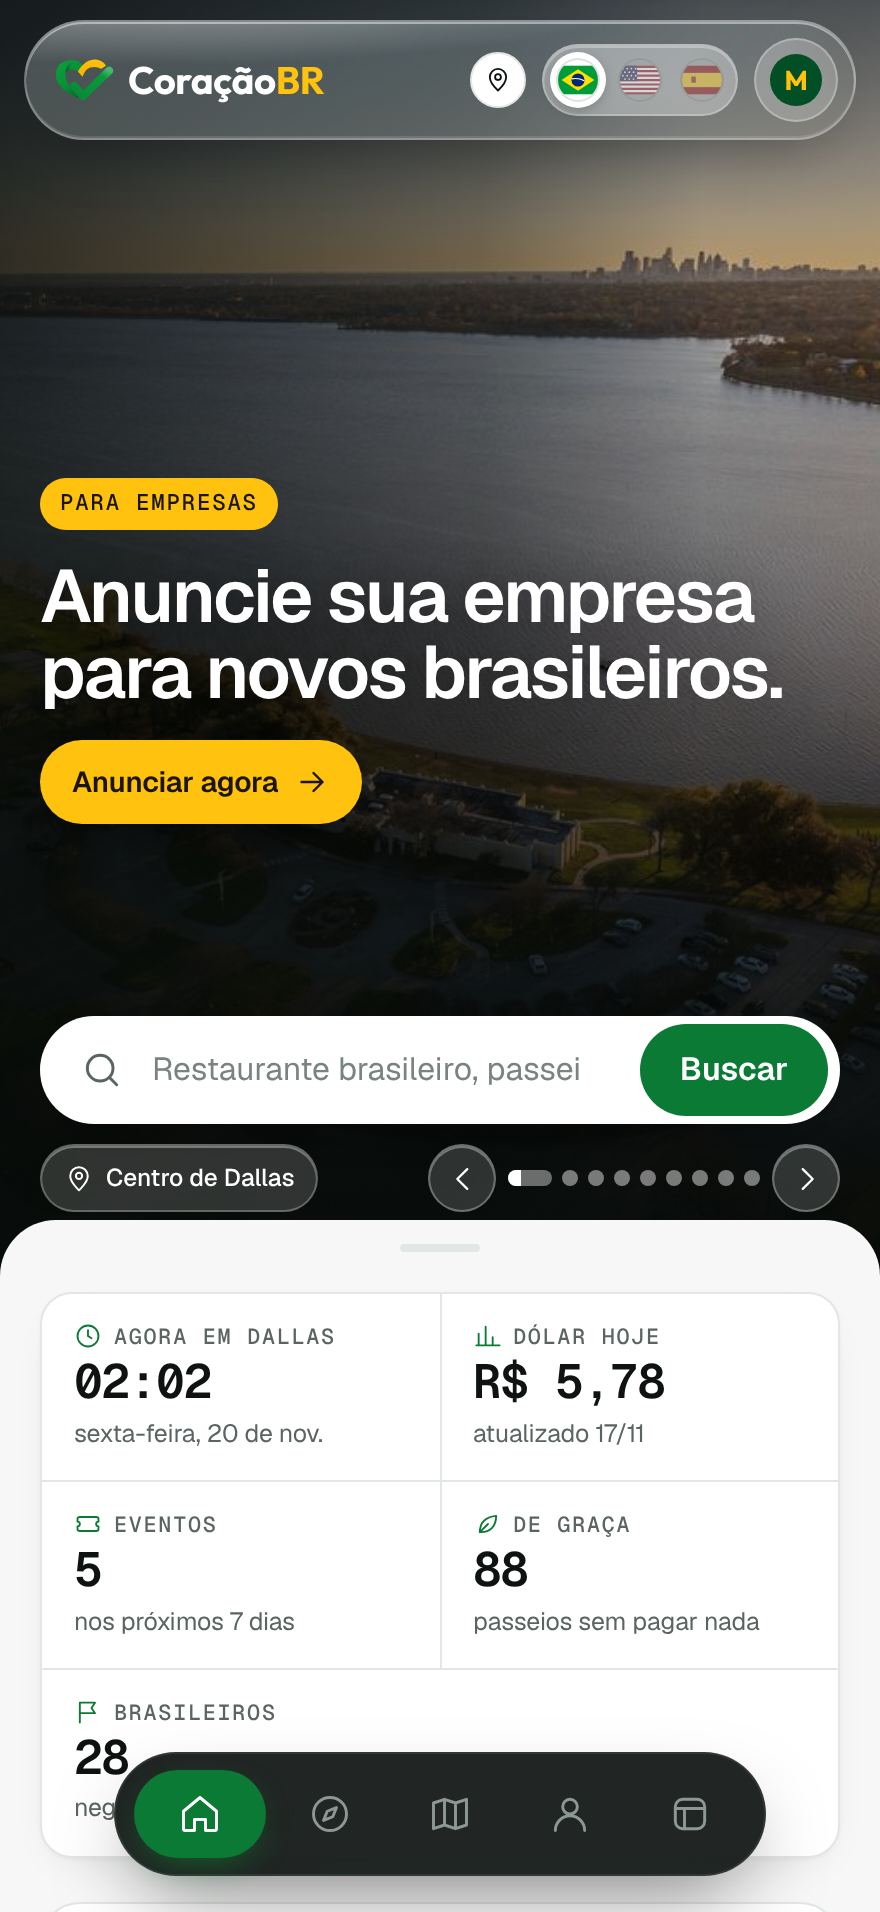 CoraçãoBR
M
PARA EMPRESAS
Anuncie sua empresa
para novos brasileiros.
Anunciar agora
Restaurante brasileiro, passei
Buscar
Centro de Dallas
AGORA EM DALLAS
02:02
sexta-feira, 20 de nov.
DÓLAR HOJE
R$ 5,78
atualizado 17/11
EVENTOS
5
nos próximos 7 dias
DE GRAÇA
88
passeios sem pagar nada
BRASILEIROS
28
neg